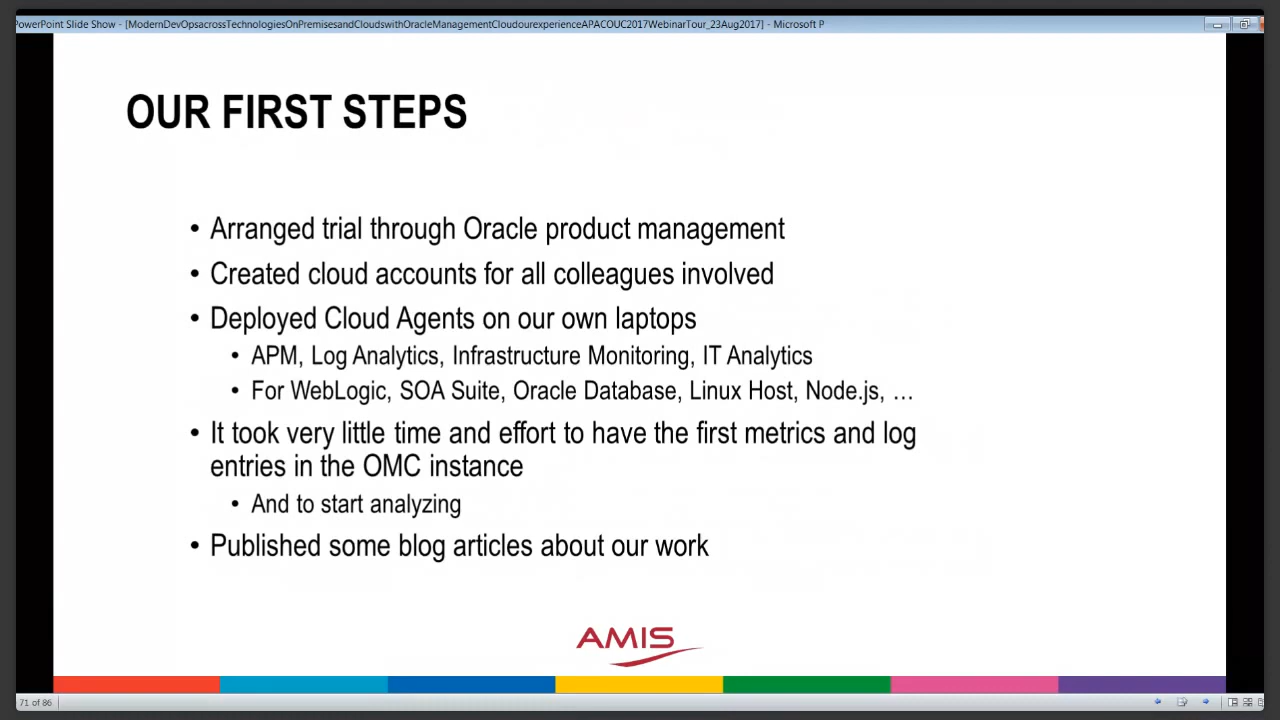 PowerPoint Slide Show - [ModernDevOpsacrossTechnologiesOnPremisesandCloudswithOracleManagementCloudourexperienceAPACOUC2017WebinarTour_23Aug2017] - Microsoft P
OUR FIRST STEPS
• Arranged trial through Oracle product management
• Created cloud accounts for all colleagues involved
• Deployed Cloud Agents on our own laptops
• APM, Log Analytics, Infrastructure Monitoring, IT Analytics
• For WebLogic, SOA Suite, Oracle Database, Linux Host, Node.js, …
• It took very little time and effort to have the first metrics and log
entries in the OMC instance
• And to start analyzing
• Published some blog articles about our work
AMIS
71 of 86